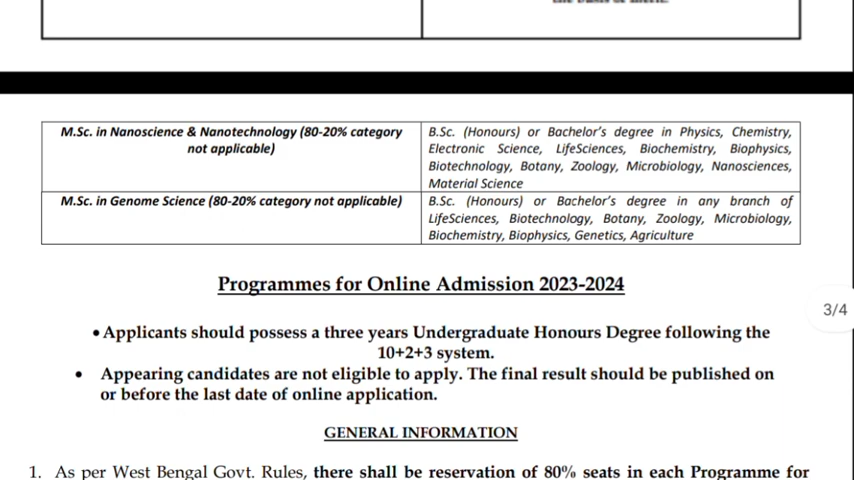 M.Sc. in Nanoscience & Nanotechnology (80-20% category
not applicable)
B.Sc. (Honours) or Bachelor's degree in Physics, Chemistry,
Electronic Science, LifeSciences, Biochemistry, Biophysics,
Biotechnology, Botany, Zoology, Microbiology, Nanosciences,
Material Science
M.Sc. in Genome Science (80-20% category not applicable)
B.Sc. (Honours) or Bachelor's degree in any branch of
LifeSciences, Biotechnology, Botany, Zoology, Microbiology,
Biochemistry, Biophysics, Genetics, Agriculture
Programmes for Online Admission 2023-2024
3/4
• Applicants should possess a three years Undergraduate Honours Degree following the
10+2+3 system.
• Appearing candidates are not eligible to apply. The final result should be published on
or before the last date of online application.
GENERAL INFORMATION
1. As per West Bengal Govt. Rules, there shall be reservation of 80% seats in each Programme for